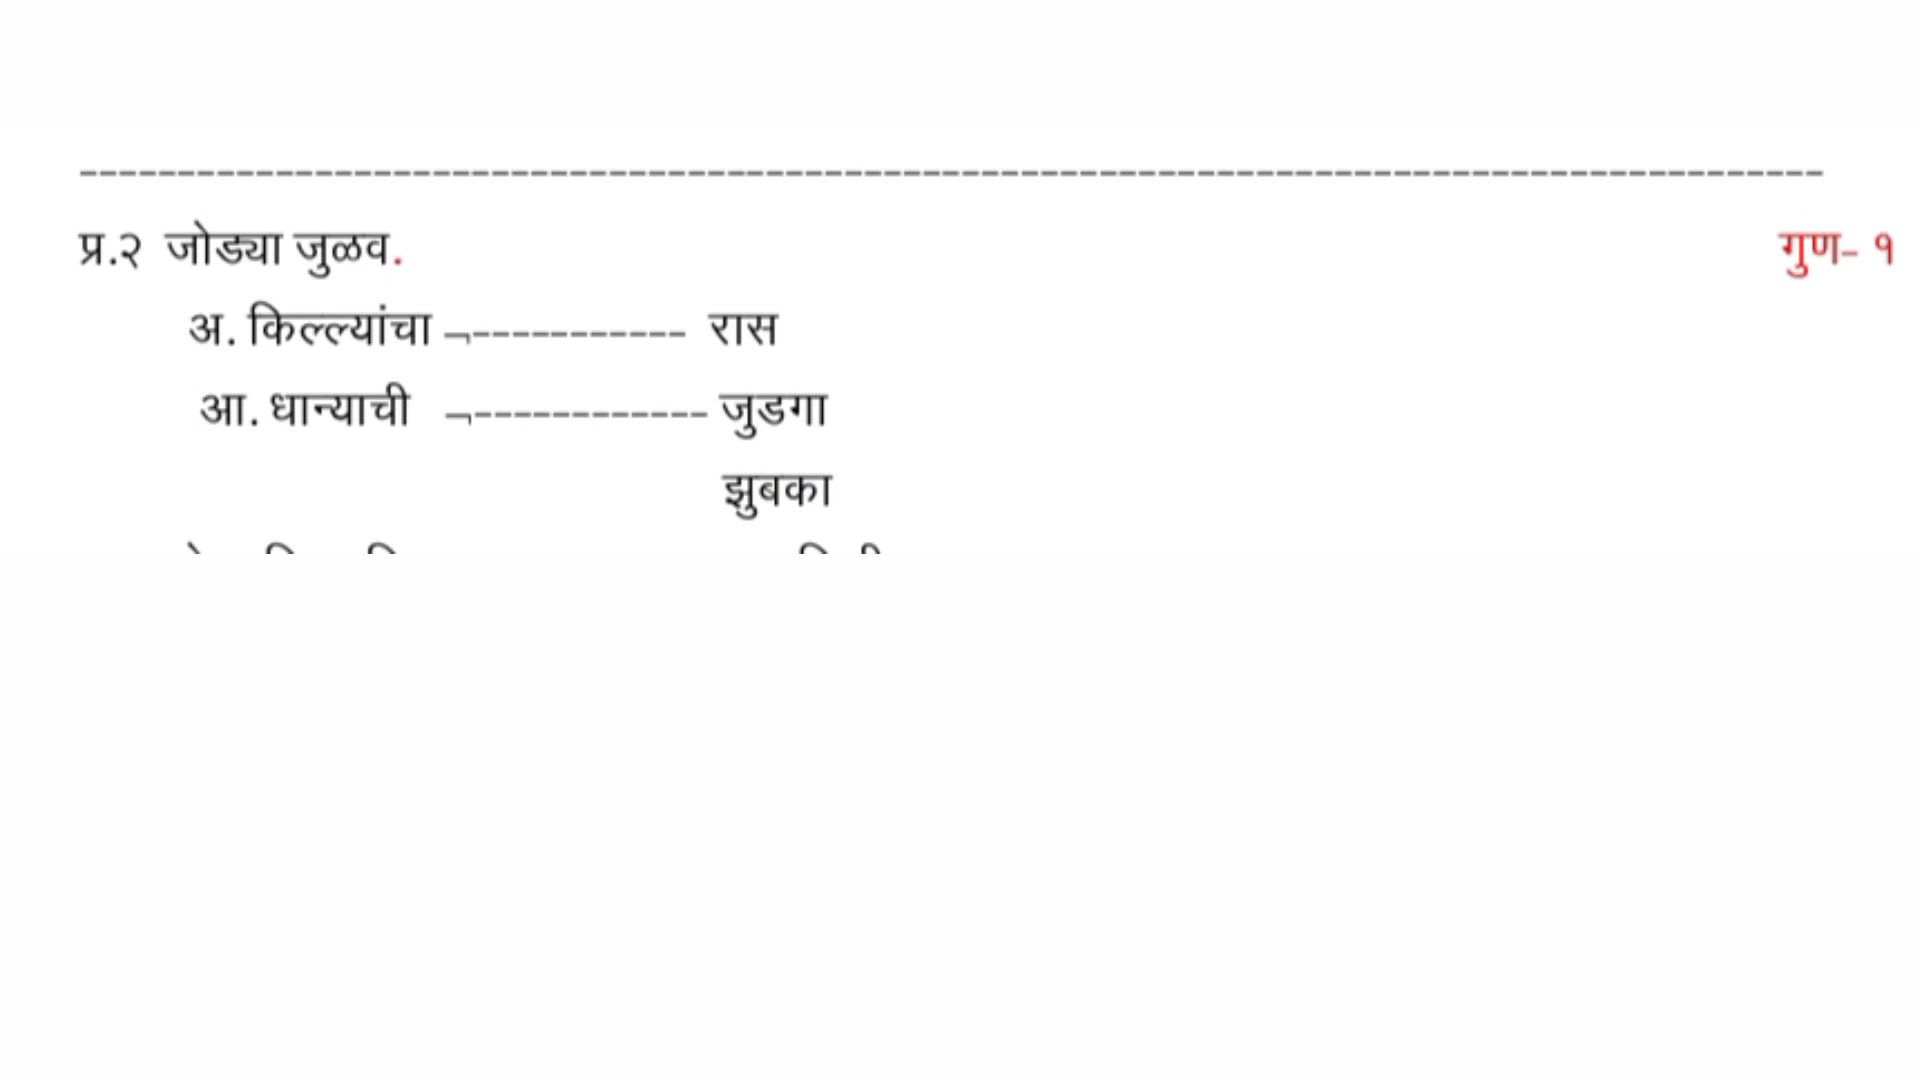 --------------------------------------------------------------------------------
प्र.२ जोड्या जुळव. गुण- १
अ. किल्ल्यांचा ¬----------- रास
आ. धान्याची ¬------------ जुडगा
झुबका